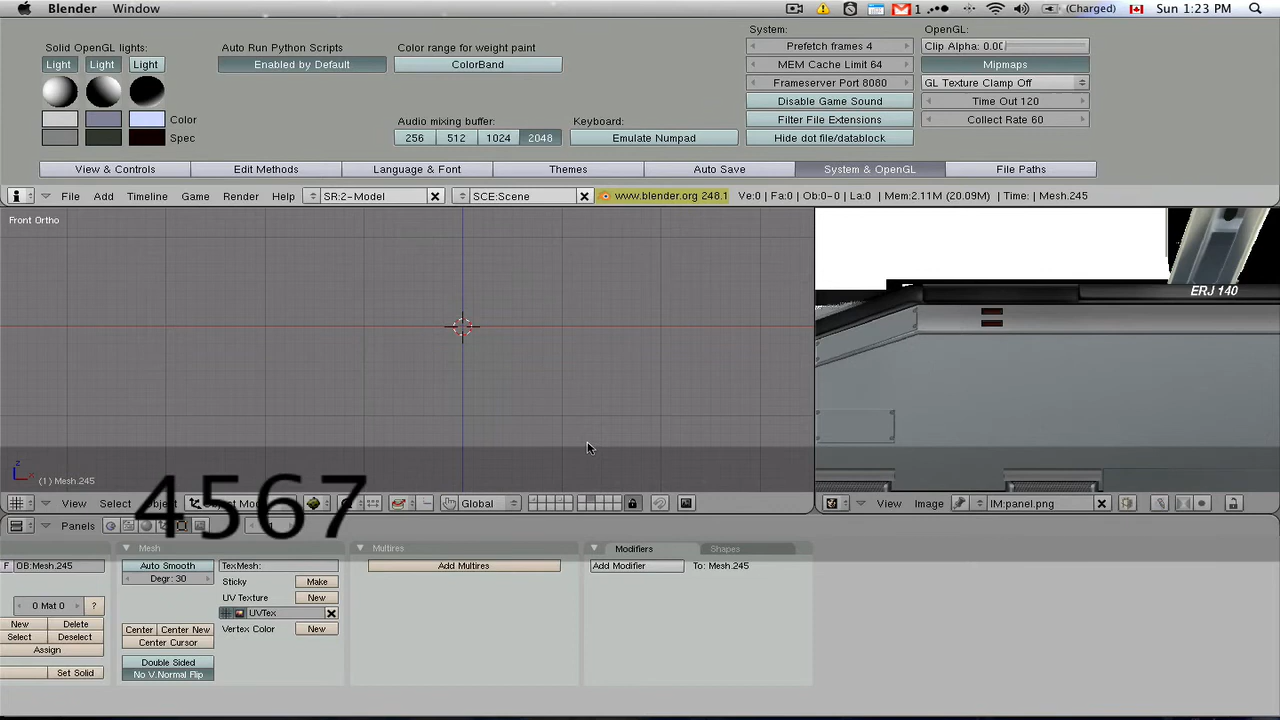 Blender Window 1 (Charged) Sun 1:23 PM
System: OpenGL:
Solid OpenGL lights: Auto Run Python Scripts Color range for weight paint Prefetch frames 4 Clip Alpha: 0.00
Light Light Light Enabled by Default ColorBand MEM Cache Limit 64 Mipmaps
Frameserver Port 8080 GL Texture Clamp Off
Disable Game Sound Time Out 120
Color Audio mixing buffer: Keyboard: Filter File Extensions Collect Rate 60
Spec 256 512 1024 2048 Emulate Numpad Hide dot file/datablock
View & Controls Edit Methods Language & Font Themes Auto Save System & OpenGL File Paths
File Add Timeline Game Render Help SR:2-Model SCE:Scene www.blender.org 248.1 Ve:0 | Fa:0 | Ob:0-0 | La:0 | Mem:2.11M (20.09M) | Time: | Mesh.245
Front Ortho
ERJ 140
z
x
(1) Mesh.245
View Select Object Object Mod Global View Image IM:panel.png
4567
Panels 1
Mesh Multires Modifiers Shapes
F OB:Mesh.245 Auto Smooth TexMesh: Add Multires Add Modifier To: Mesh.245
Degr: 30 Sticky Make
0 Mat 0 ? UV Texture New
New Delete UVTex
Select Deselect Center Center New Vertex Color New
Assign Center Cursor
Double Sided
Set Solid No V.Normal Flip